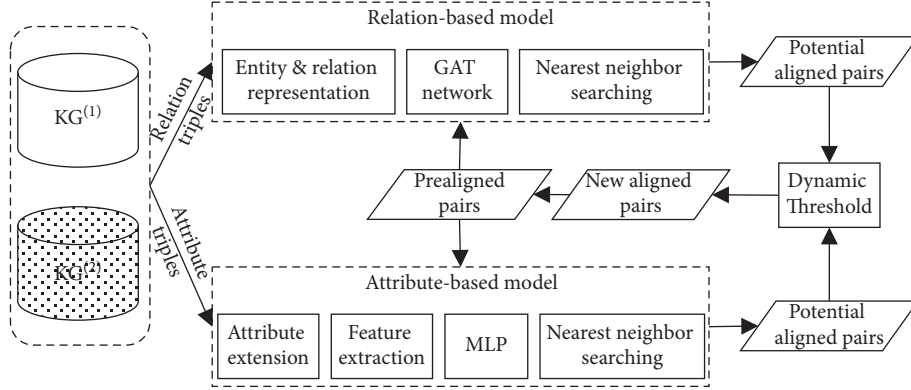 Relation-based model
Entity & relation
representation
GAT
network
Nearest neighbor
searching
Potential
aligned pairs
KG(1)
Relation
triples
Prealigned
pairs
New aligned
pairs
Dynamic
Threshold
KG(2)
Attribute
triples
Attribute-based model
Attribute
extension
Feature
extraction
MLP
Nearest neighbor
searching
Potential
aligned pairs